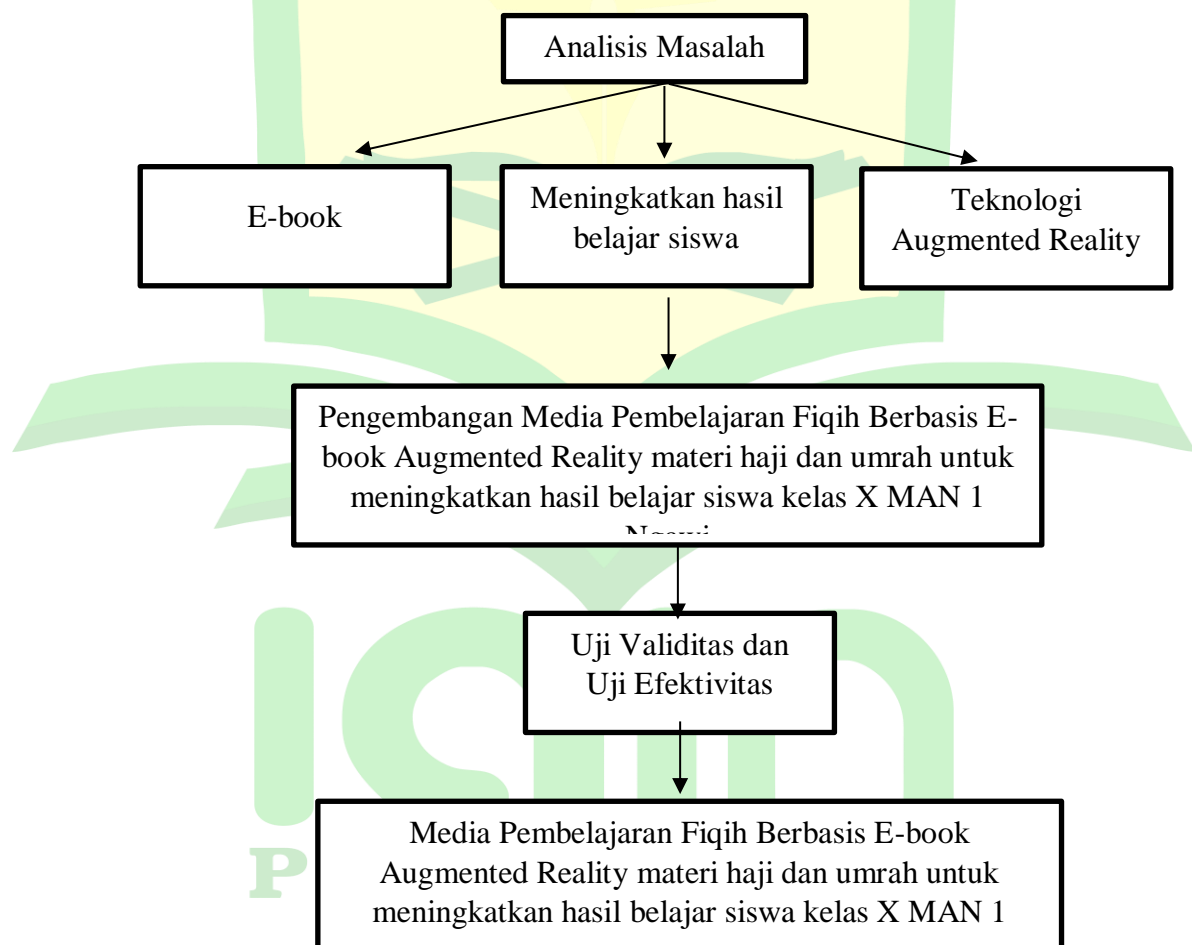 Analisis Masalah
E-book
Meningkatkan hasil
belajar siswa
Teknologi
Augmented Reality
Pengembangan Media Pembelajaran Fiqih Berbasis E-
book Augmented Reality materi haji dan umrah untuk
meningkatkan hasil belajar siswa kelas X MAN 1
Uji Validitas dan
Uji Efektivitas
Media Pembelajaran Fiqih Berbasis E-book
Augmented Reality materi haji dan umrah untuk
meningkatkan hasil belajar siswa kelas X MAN 1
P